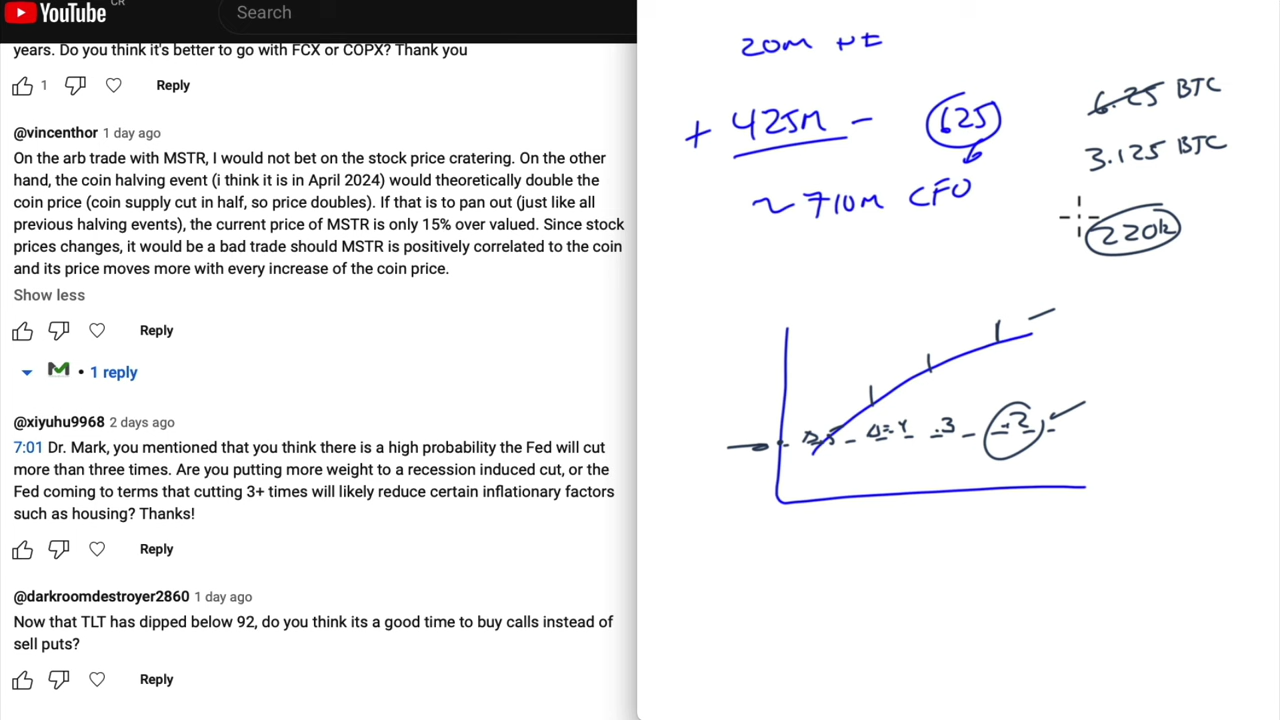 YouTube CR
Search
years. Do you think it's better to go with FCX or COPX? Thank you
1 Reply
@vincenthor 1 day ago
On the arb trade with MSTR, I would not bet on the stock price cratering. On the other
hand, the coin halving event (i think it is in April 2024) would theoretically double the
coin price (coin supply cut in half, so price doubles). If that is to pan out (just like all
previous halving events), the current price of MSTR is only 15% over valued. Since stock
prices changes, it would be a bad trade should MSTR is positively correlated to the coin
and its price moves more with every increase of the coin price.
Show less
Reply
M • 1 reply
@xiyuhu9968 2 days ago
7:01 Dr. Mark, you mentioned that you think there is a high probability the Fed will cut
more than three times. Are you putting more weight to a recession induced cut, or the
Fed coming to terms that cutting 3+ times will likely reduce certain inflationary factors
such as housing? Thanks!
Reply
@darkroomdestroyer2860 1 day ago
Now that TLT has dipped below 92, do you think its a good time to buy calls instead of
sell puts?
Reply
20M
+ 425M - 625
~ 710M CFO
6.25 BTC
3.125 BTC
220k
.3
.2